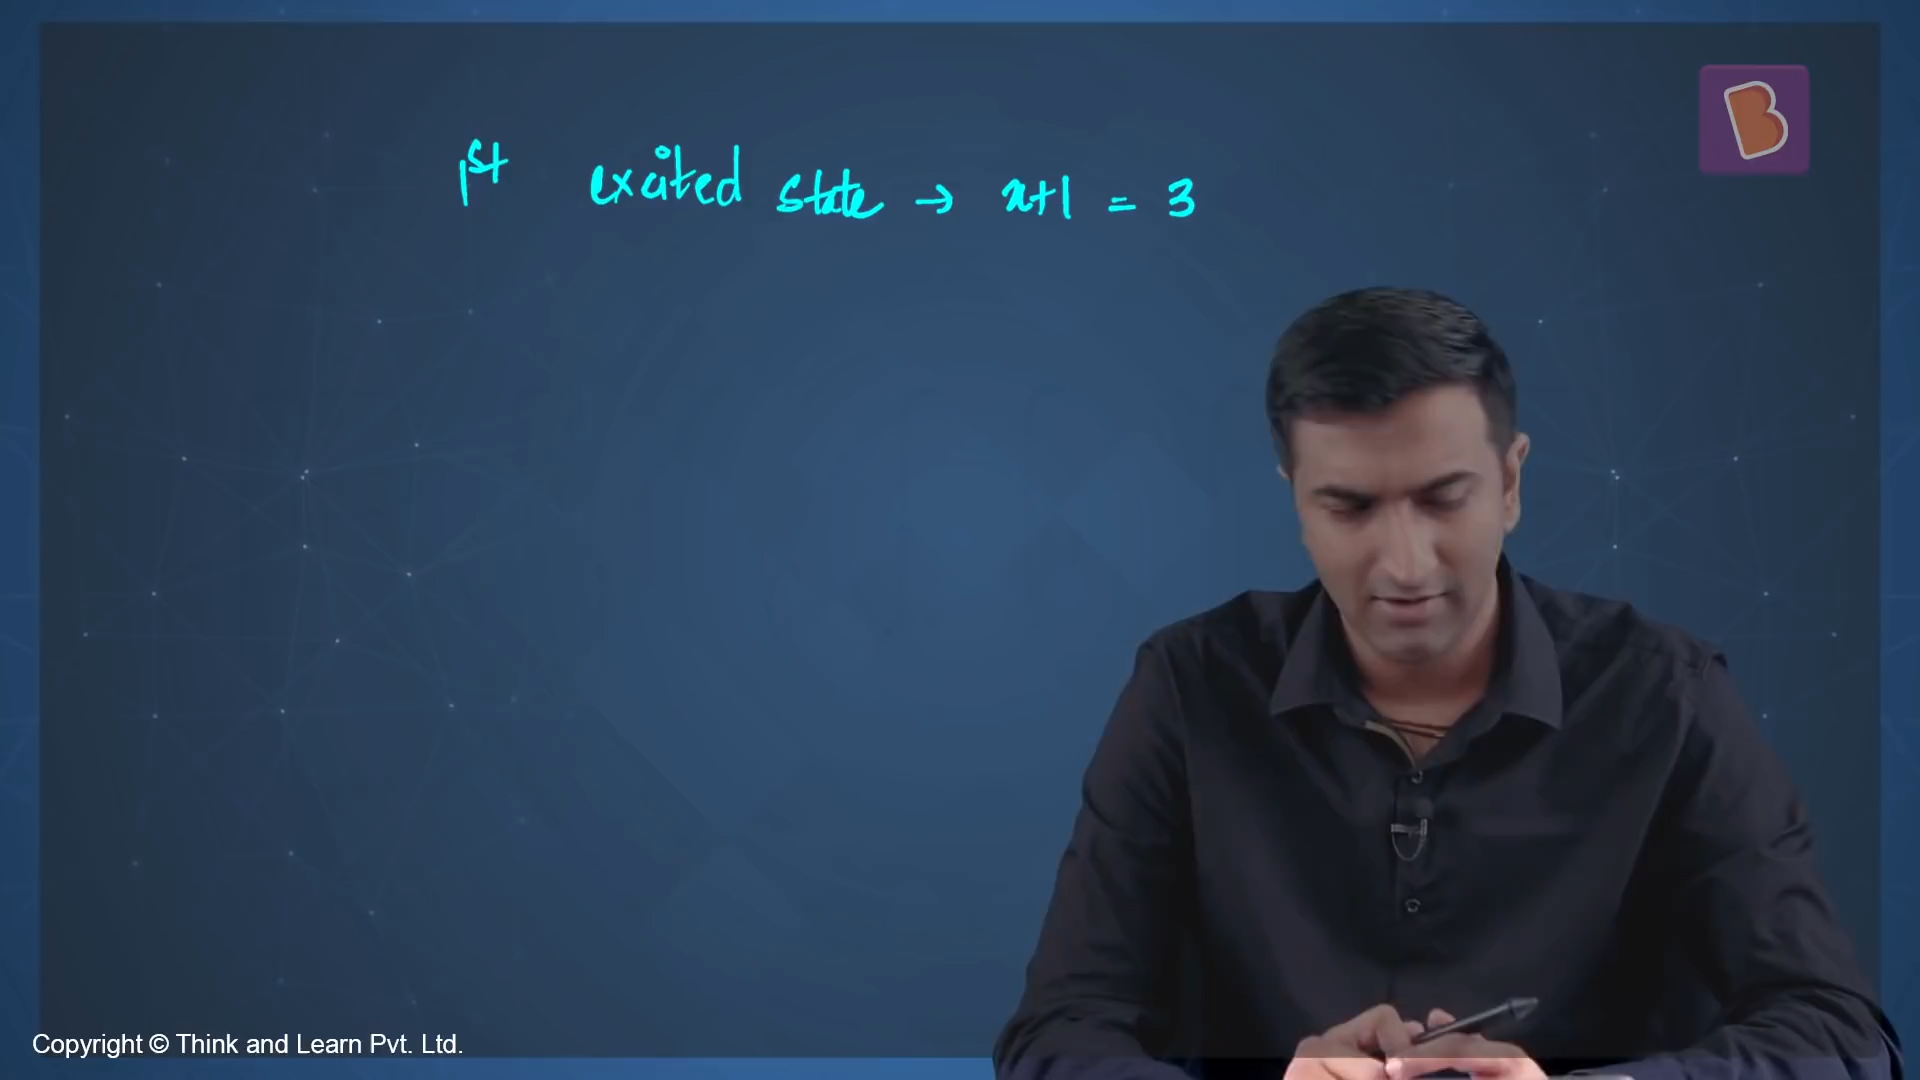 1st excited state → x+1 = 3
B
Copyright © Think and Learn Pvt. Ltd.